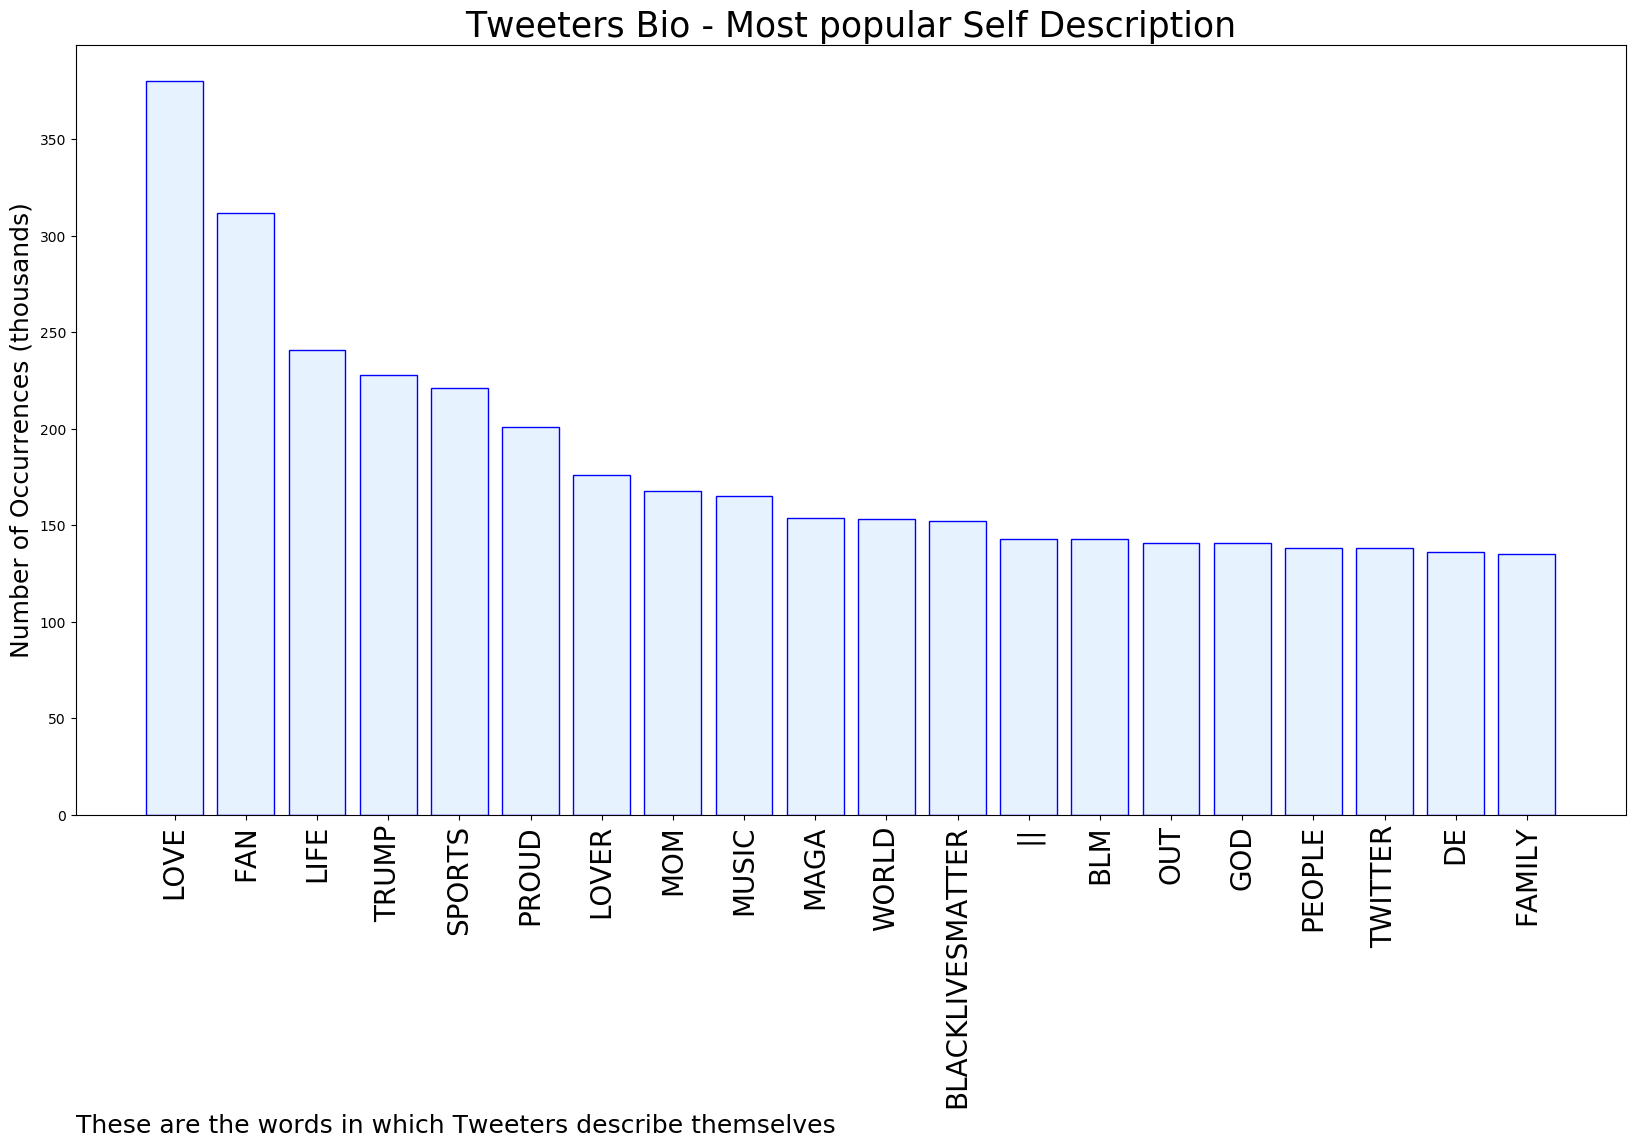 Tweeters Bio - Most popular Self Description
Number of Occurrences (thousands)
350
300
250
200
150
100
50
0
LOVE
FAN
LIFE
TRUMP
SPORTS
PROUD
LOVER
MOM
MUSIC
MAGA
WORLD
BLACKLIVESMATTER
||
BLM
OUT
GOD
PEOPLE
TWITTER
DE
FAMILY
These are the words in which Tweeters describe themselves